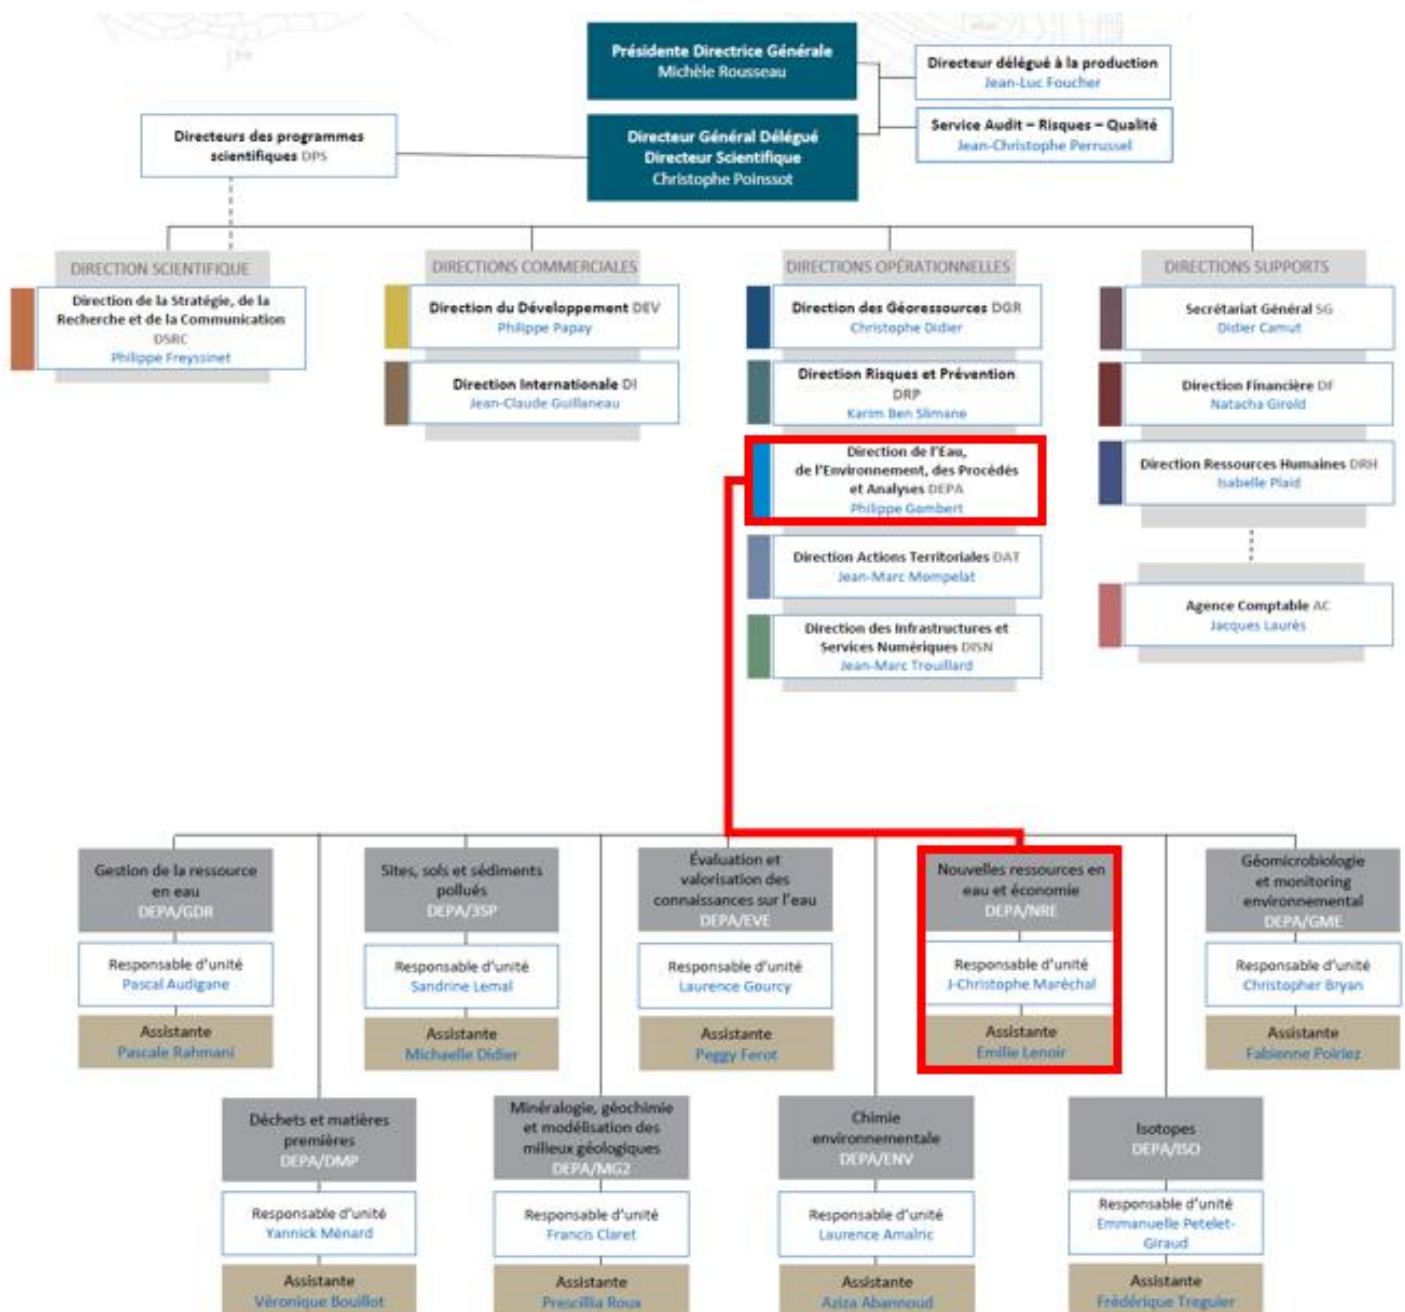 Présidente Directrice Générale
Michèle Rousseau
Directeur délégué à la production
Jean-Luc Foucher
Directeurs des programmes
scientifiques DPS
Directeur Général Délégué
Directeur Scientifique
Christophe Poinssot
Service Audit – Risques – Qualité
Jean-Christophe Perrussel
DIRECTION SCIENTIFIQUE
Direction de la Stratégie, de la
Recherche et de la Communication
DSRC
Philippe Freyssinet
DIRECTIONS COMMERCIALES
Direction du Développement DEV
Philippe Papay
Direction Internationale DI
Jean-Claude Guillaneau
DIRECTIONS OPÉRATIONNELLES
Direction des Géoressources DGR
Christophe Didier
Direction Risques et Prévention
DRP
Karim Ben Slimane
Direction de l'Eau,
de l'Environnement, des Procédés
et Analyses DEPA
Philippe Gombert
Direction Actions Territoriales DAT
Jean-Marc Mompelat
Direction des Infrastructures et
Services Numériques DISN
Jean-Marc Trouillard
DIRECTIONS SUPPORTS
Secrétariat Général SG
Didier Camut
Direction Financière DF
Natacha Girold
Direction Ressources Humaines DRH
Isabelle Plaid
Agence Comptable AC
Jacques Laurès
Gestion de la ressource
en eau
DEPA/GDR
Responsable d'unité
Pascal Audigane
Assistante
Pascale Rahmani
Sites, sols et sédiments
pollués
DEPA/3SP
Responsable d'unité
Sandrine Lemal
Assistante
Michaelle Didier
Évaluation et
valorisation des
connaissances sur l'eau
DEPA/EVE
Responsable d'unité
Laurence Gourcy
Assistante
Peggy Ferot
Nouvelles ressources en
eau et économie
DEPA/NRE
Responsable d'unité
J-Christophe Maréchal
Assistante
Emilie Lenoir
Géomicrobiologie
et monitoring
environnemental
DEPA/GME
Responsable d'unité
Christopher Bryan
Assistante
Fabienne Poiriez
Déchets et matières
premières
DEPA/DMP
Responsable d'unité
Yannick Ménard
Assistante
Véronique Bouillot
Minéralogie, géochimie
et modélisation des
milieux géologiques
DEPA/MG2
Responsable d'unité
Francis Claret
Assistante
Prescillia Roux
Chimie
environnementale
DEPA/ENV
Responsable d'unité
Laurence Amalric
Assistante
Aziza Abannoud
Isotopes
DEPA/ISO
Responsable d'unité
Emmanuelle Petelet-
Giraud
Assistante
Frédérique Treguier